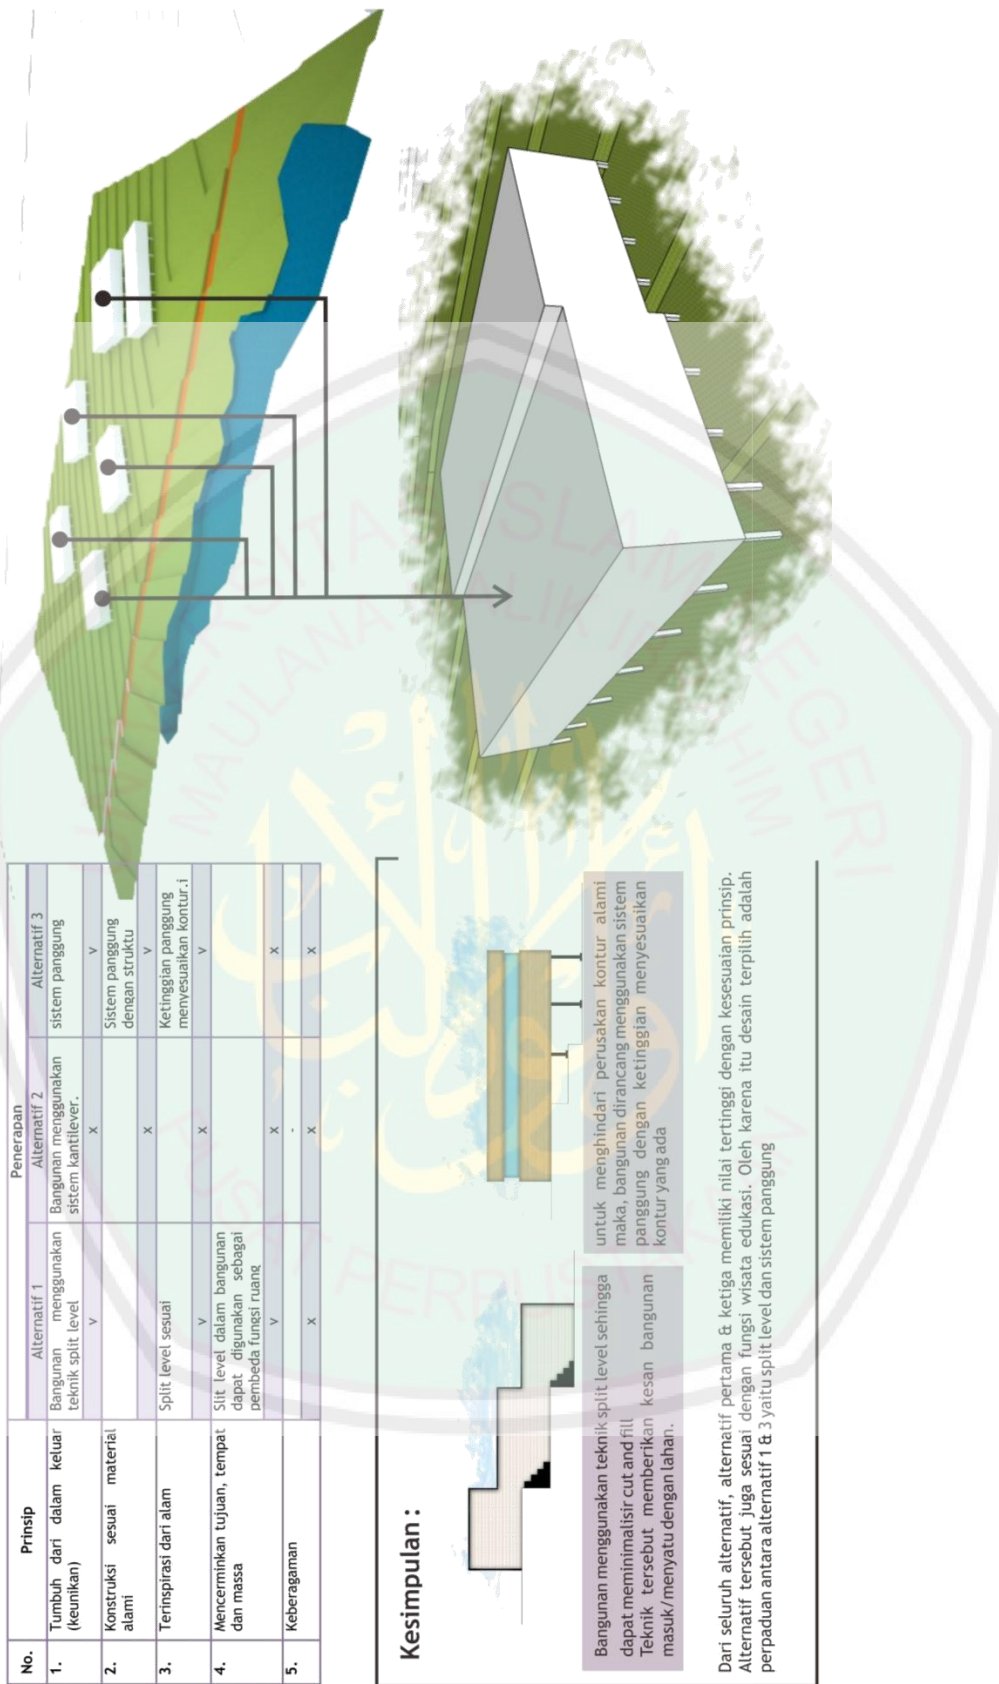 No. Prinsip Penerapan
Alternatif 1 Alternatif 2 Alternatif 3
1. Tumbuh dari dalam keluar Bangunan menggunakan Bangunan menggunakan sistem panggung
(keunikan) teknik split level sistem kantilever.
v x v
2. Konstruksi sesuai material Sistem panggung
alami dengan struktu
x v
3. Terinspirasi dari alam Split level sesuai Ketinggian panggung
menyesuaikan kontur.i
v x v
4. Mencerminkan tujuan, tempat Slit level dalam bangunan
dan massa dapat digunakan sebagai
pembeda fungsi ruang
v x x
5. Keberagaman -
x x x
Kesimpulan :
Bangunan menggunakan teknik split level sehingga
dapat meminimalisir cut and fill
Teknik tersebut memberikan kesan bangunan
masuk/menyatu dengan lahan.
untuk menghindari perusakan kontur alami
maka, bangunan dirancang menggunakan sistem
panggung dengan ketinggian menyesuaikan
kontur yang ada
Dari seluruh alternatif, alternatif pertama & ketiga memiliki nilai tertinggi dengan kesesuaian prinsip.
Alternatif tersebut juga sesuai dengan fungsi wisata edukasi. Oleh karena itu desain terpilih adalah
perpaduan antara alternatif 1 & 3 yaitu split level dan sistem panggung
MAULANA MALIK IBRAHIM
PUSAT PERPUSTAKAAN